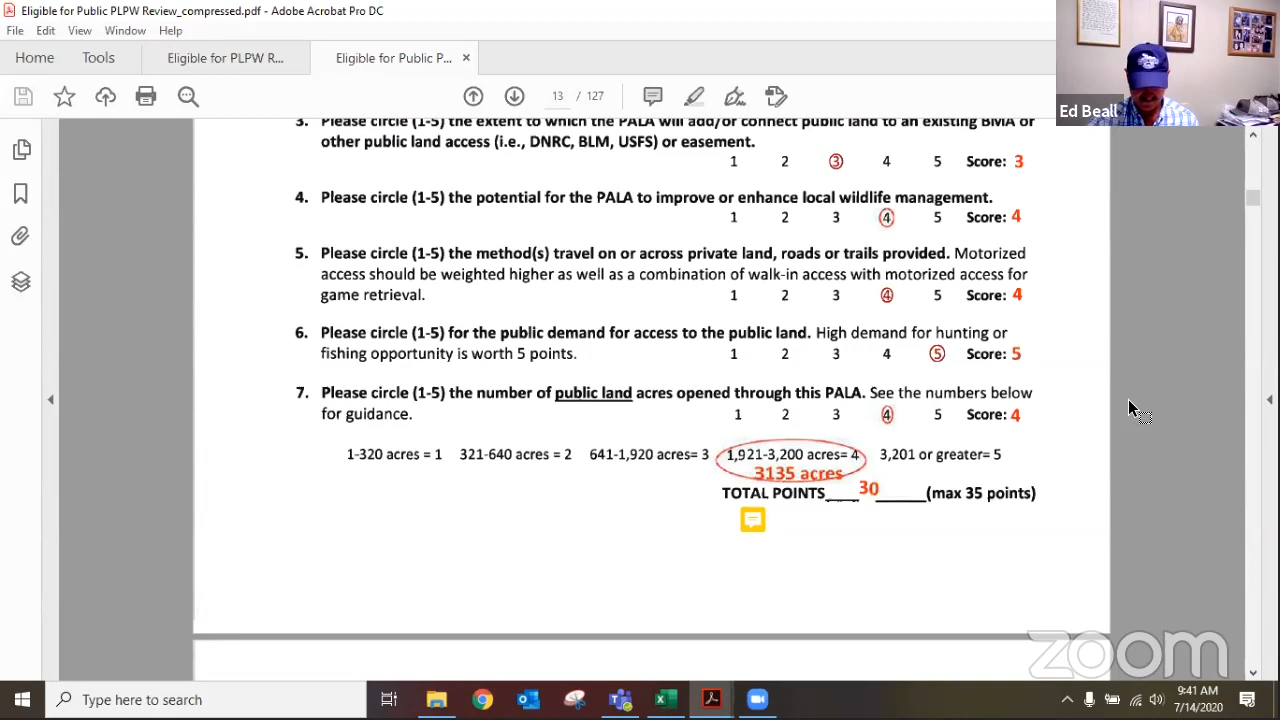 Eligible for Public PLPW Review_compressed.pdf - Adobe Acrobat Pro DC
File Edit View Window Help
Home Tools Eligible for PLPW R... Eligible for Public P... ×
13 / 127
Ed Beall
3. Please circle (1-5) the extent to which the PALA will add/or connect public land to an existing BMA or
other public land access (i.e., DNRC, BLM, USFS) or easement.
1 2 3 4 5 Score: 3
4. Please circle (1-5) the potential for the PALA to improve or enhance local wildlife management.
1 2 3 4 5 Score: 4
5. Please circle (1-5) the method(s) travel on or across private land, roads or trails provided. Motorized
access should be weighted higher as well as a combination of walk-in access with motorized access for
game retrieval. 1 2 3 4 5 Score: 4
6. Please circle (1-5) for the public demand for access to the public land. High demand for hunting or
fishing opportunity is worth 5 points. 1 2 3 4 5 Score: 5
7. Please circle (1-5) the number of public land acres opened through this PALA. See the numbers below
for guidance. 1 2 3 4 5 Score: 4
1-320 acres = 1 321-640 acres = 2 641-1,920 acres= 3 1,921-3,200 acres= 4 3,201 or greater= 5
3135 acres
TOTAL POINTS____30______(max 35 points)
zoom
Type here to search
9:41 AM
7/14/2020